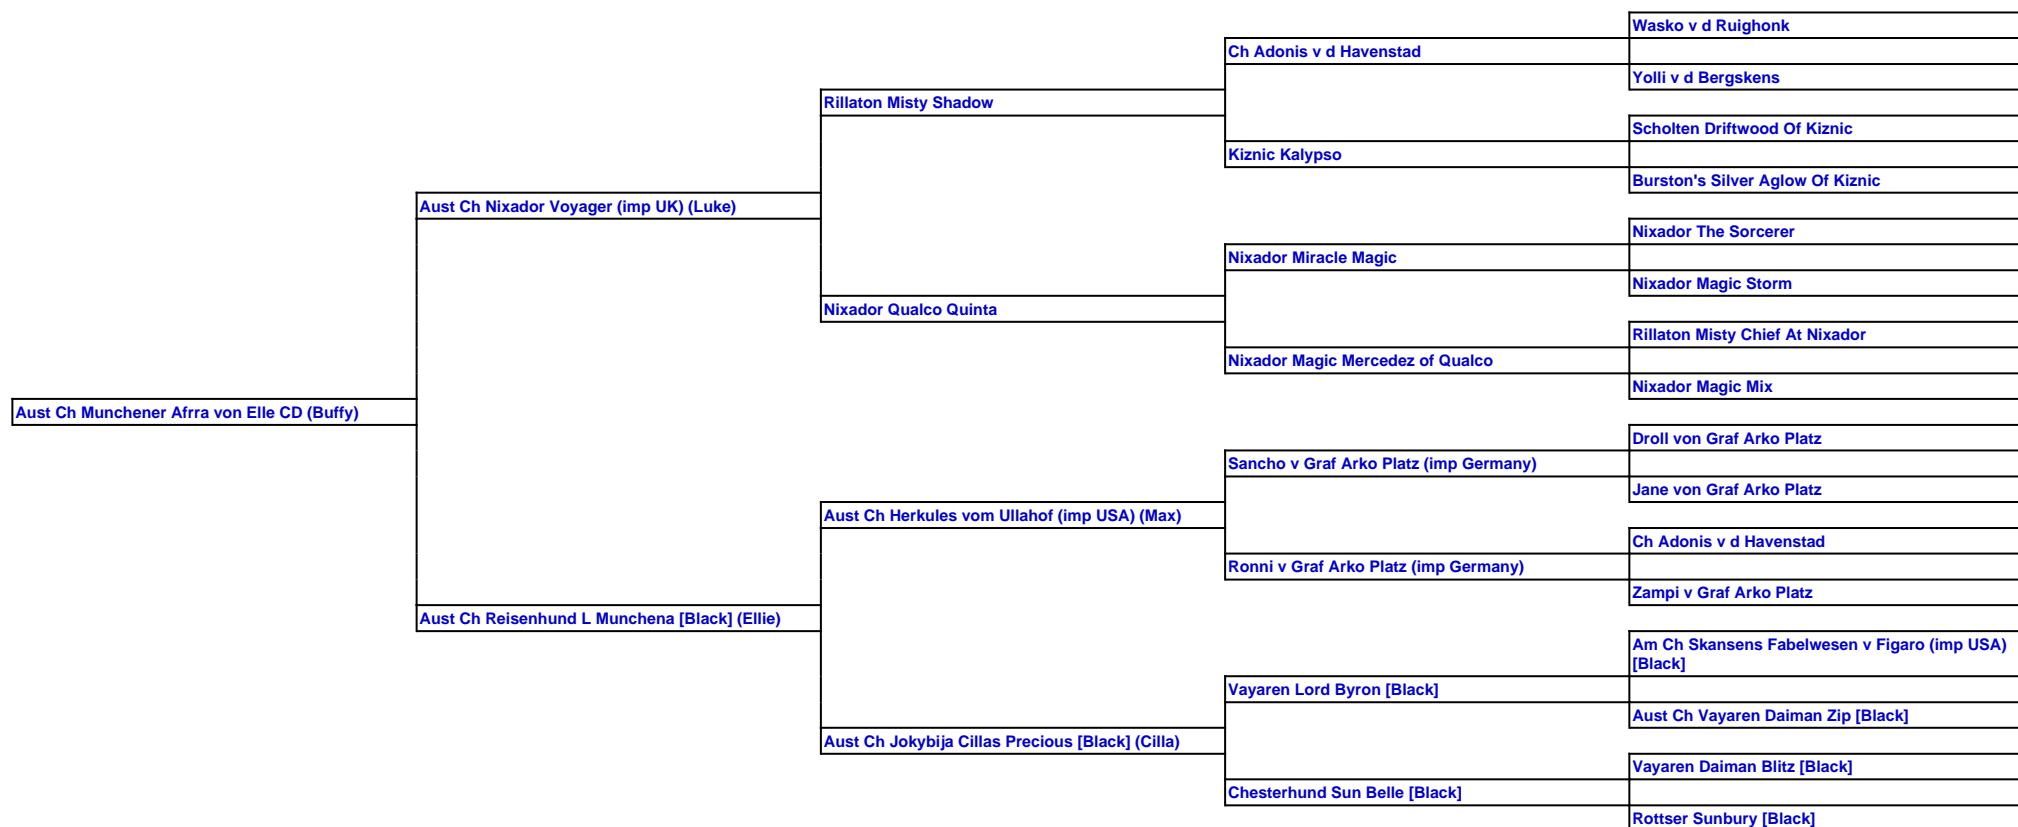 Wasko v d Ruighonk
Ch Adonis v d Havenstad
Yolli v d Bergskens
Rillaton Misty Shadow
Scholten Driftwood Of Kiznic
Kiznic Kalypso
Burston's Silver Aglow Of Kiznic
Aust Ch Nixador Voyager (imp UK) (Luke)
Nixador The Sorcerer
Nixador Miracle Magic
Nixador Magic Storm
Nixador Qualco Quinta
Rillaton Misty Chief At Nixador
Nixador Magic Mercedez of Qualco
Nixador Magic Mix
Aust Ch Munchener Afrra von Elle CD (Buffy)
Droll von Graf Arko Platz
Sancho v Graf Arko Platz (imp Germany)
Jane von Graf Arko Platz
Aust Ch Herkules vom Ullahof (imp USA) (Max)
Ch Adonis v d Havenstad
Ronni v Graf Arko Platz (imp Germany)
Zampi v Graf Arko Platz
Aust Ch Reisenhund L Munchena [Black] (Ellie)
Am Ch Skansens Fabelwesen v Figaro (imp USA)
[Black]
Vayaren Lord Byron [Black]
Aust Ch Vayaren Daiman Zip [Black]
Aust Ch Jokybija Cillas Precious [Black] (Cilla)
Vayaren Daiman Blitz [Black]
Chesterhund Sun Belle [Black]
Rottser Sunbury [Black]